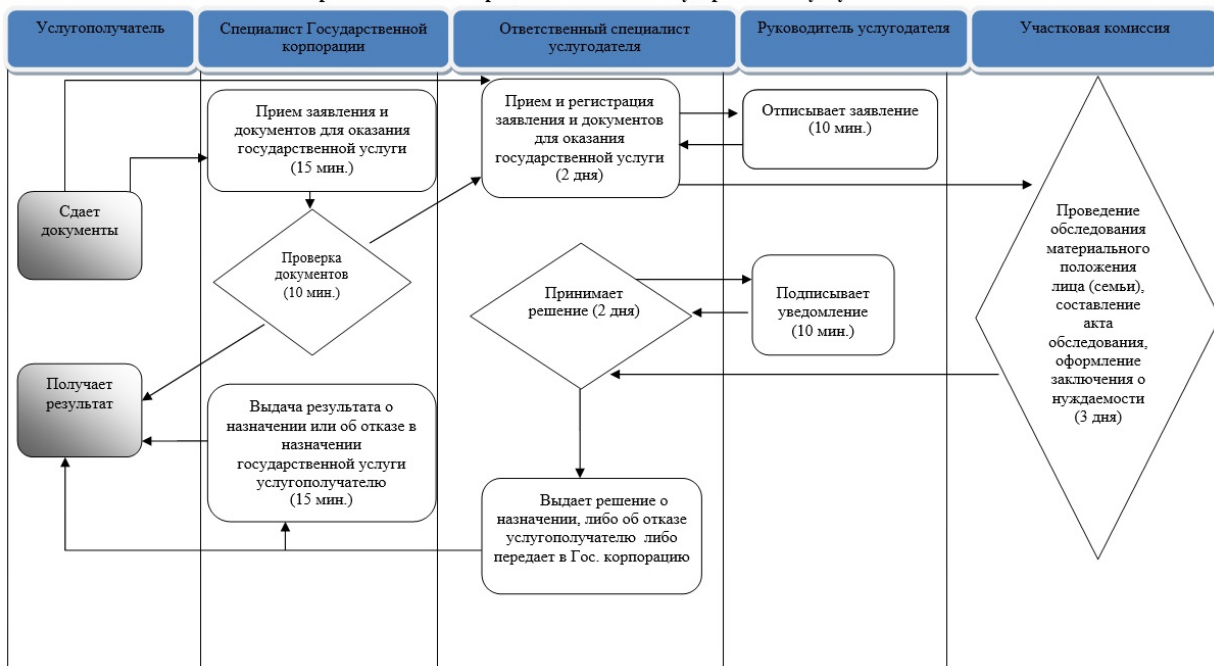 Услугополучатель
Специалист Государственной
корпорации
Ответственный специалист
услугодателя
Руководитель услугодателя
Участковая комиссия
Прием заявления и
документов для оказания
государственной услуги
(15 мин.)
Прием и регистрация
заявления и документов
для оказания
государственной услуги
(2 дня)
Отписывает заявление
(10 мин.)
Сдает
документы
Проверка
документов
(10 мин.)
Принимает
решение (2 дня)
Подписывает
уведомление
(10 мин.)
Проведение
обследования
материального
положения
лица (семьи),
составление
акта
обследования,
оформление
заключения о
нуждаемости
(3 дня)
Получает
результат
Выдача результата о
назначении или об отказе в
назначении
государственной услуги
услугополучателю
(15 мин.)
Выдает решение о
назначении, либо об отказе
услугополучателю либо
передает в Гос. корпорацию